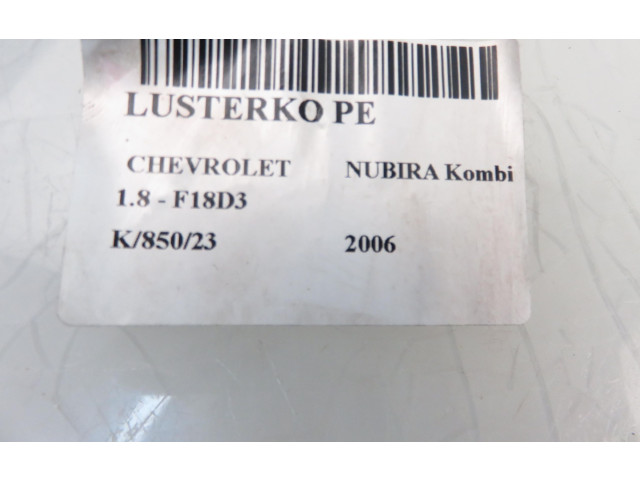 LUSTERKO PE
CHEVROLET NUBIRA Kombi
1.8 - F18D3
K/850/23 2006